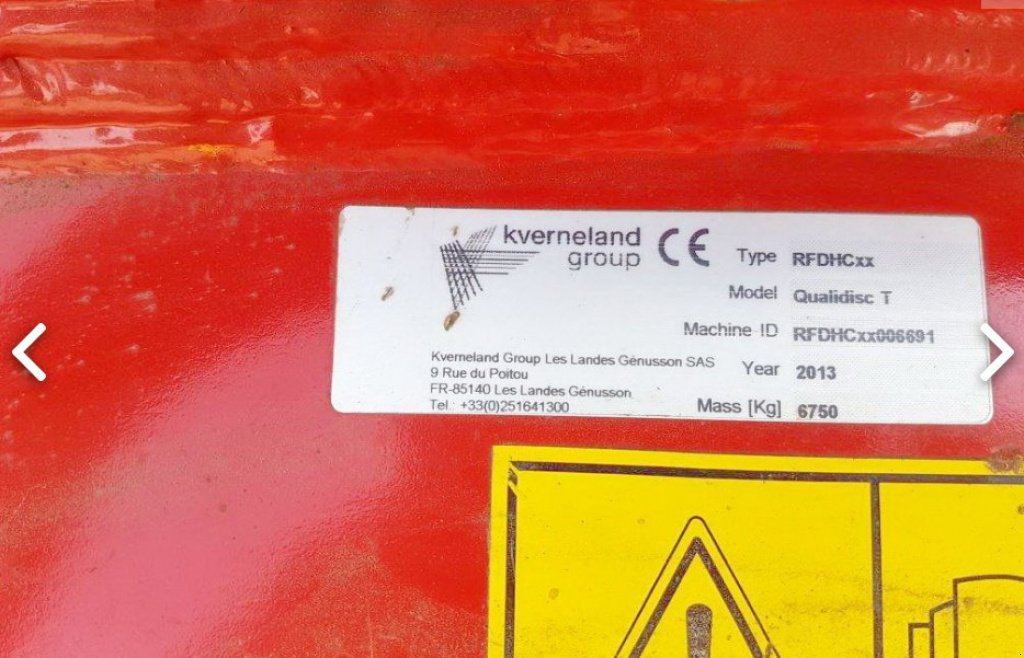 kverneland
group
CE
Type RFDHCxx
Model Qualidisc T
Machine ID RFDHCxx006691
Year 2013
Mass [Kg] 6750
Kverneland Group Les Landes Génusson SAS
9 Rue du Poitou
FR-85140 Les Landes Génusson
Tel.: +33(0)251641300